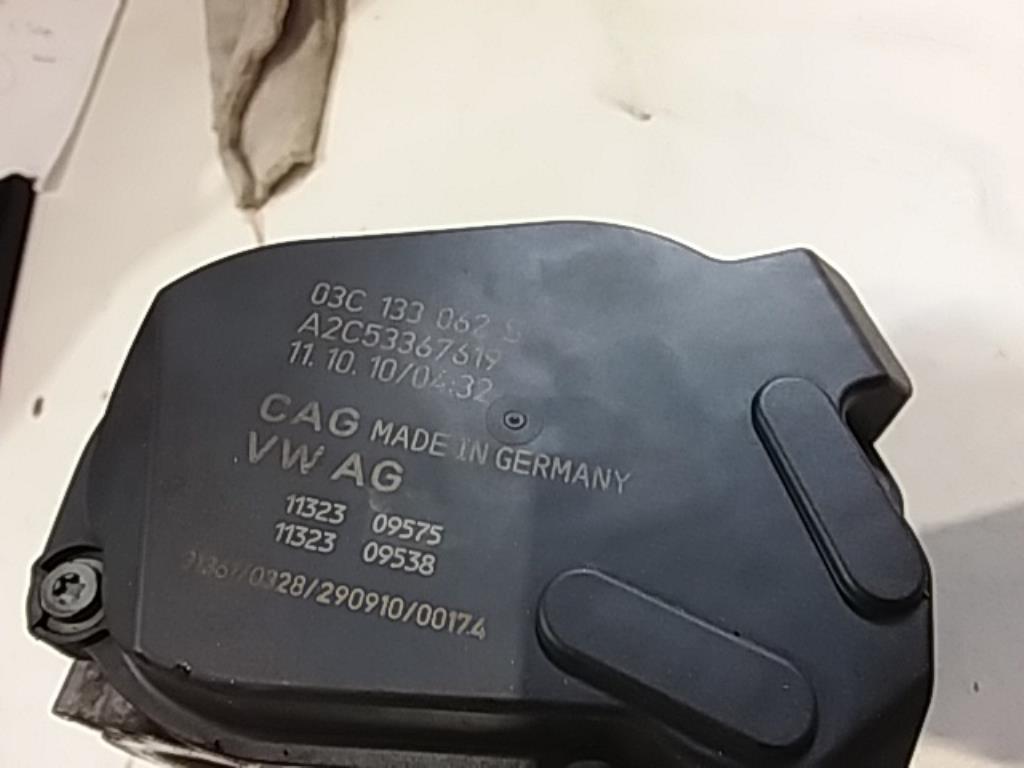 03C 133 062 S
A2C53367619
11.10.10/04:32
CAG MADE IN GERMANY
VW AG
11323 09575
11323 09538
/0328/290910/00174